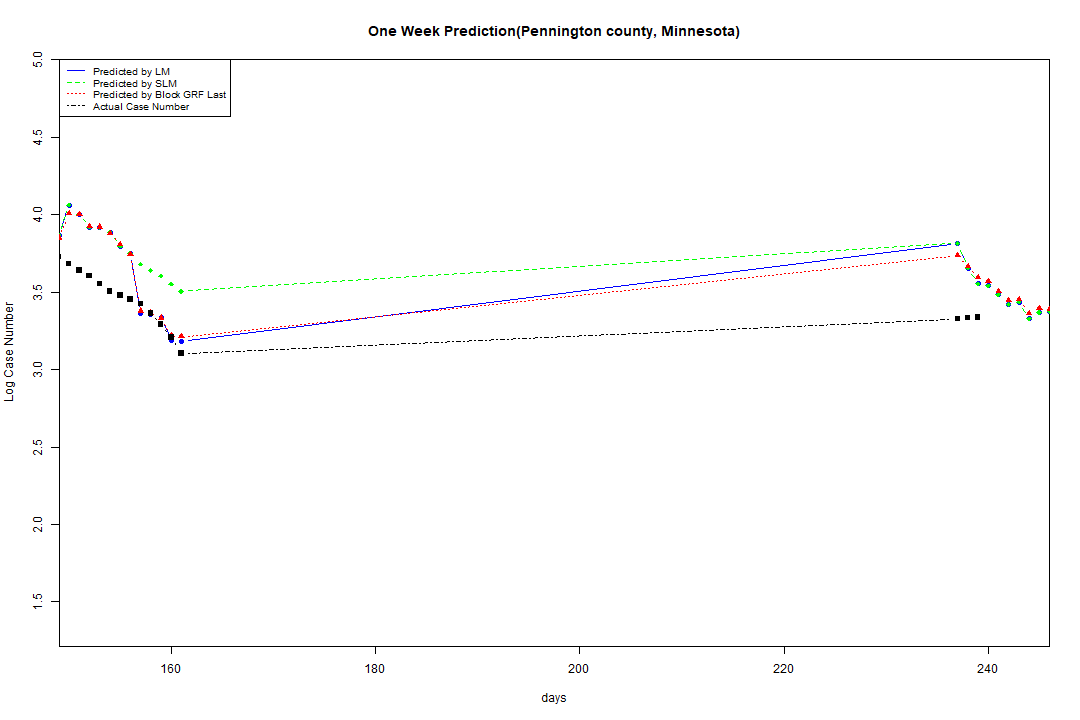 One Week Prediction(Pennington county, Minnesota)
Predicted by LM
Predicted by SLM
Predicted by Block GRF Last
Actual Case Number
5.0
4.5
4.0
3.5
3.0
2.5
2.0
1.5
Log Case Number
160
180
200
220
240
days